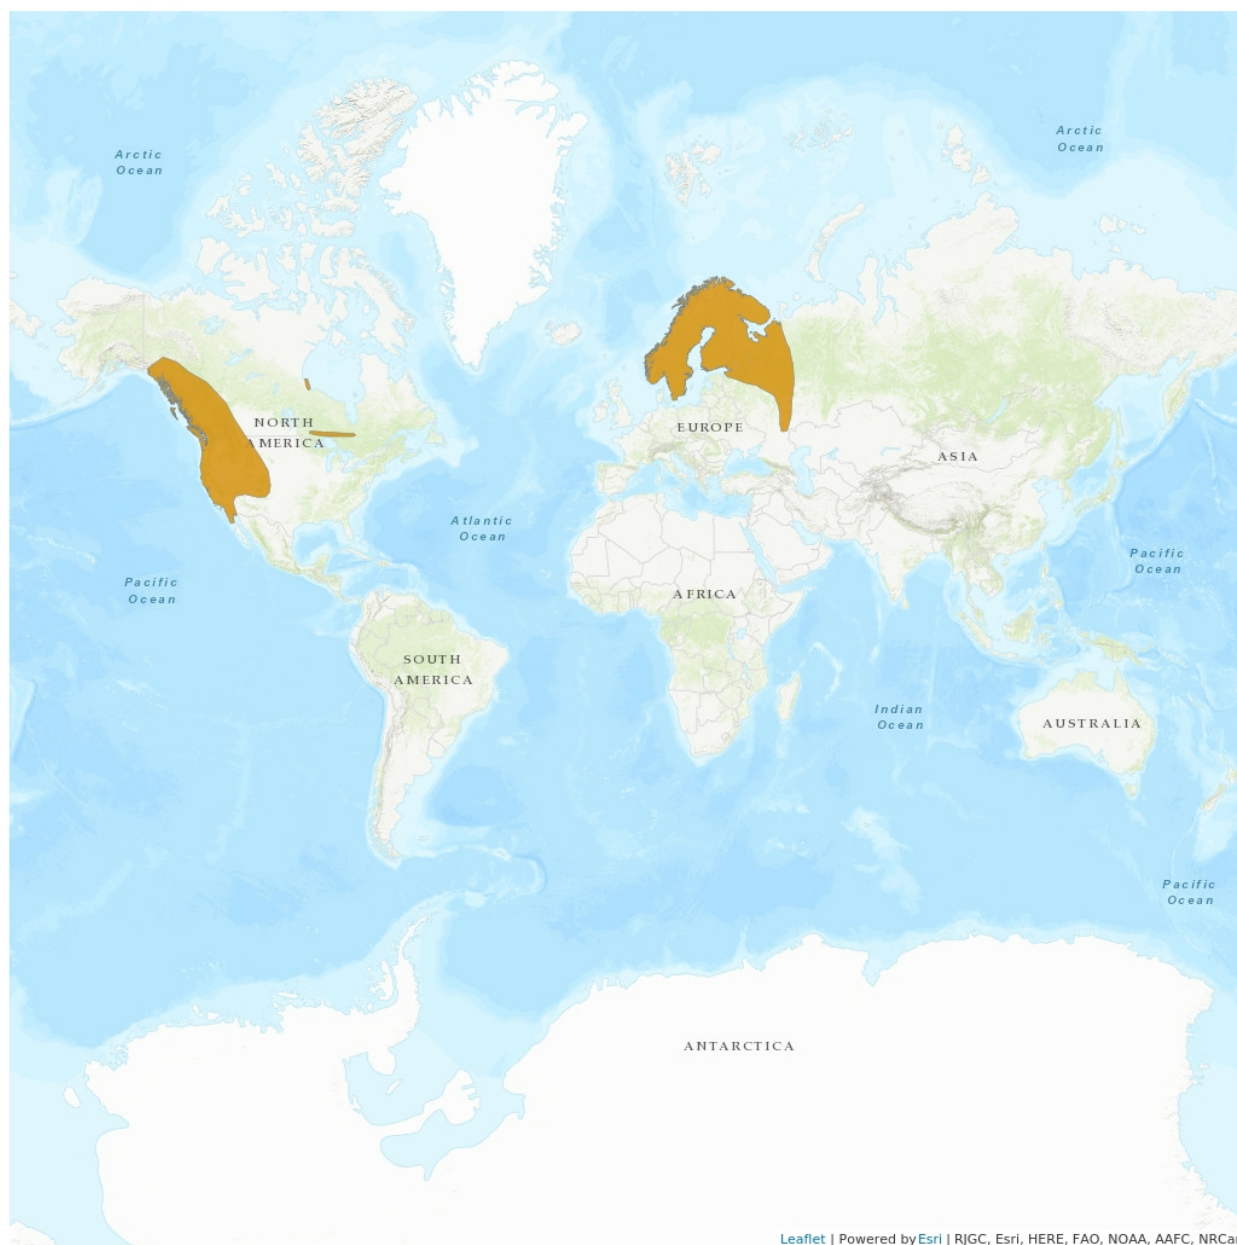 Arctic
Ocean
Arctic
Ocean
NORTH
AMERICA
EUROPE
ASIA
Atlantic
Ocean
Pacific
Ocean
Pacific
Ocean
AFRICA
SOUTH
AMERICA
Indian
Ocean
AUSTRALIA
Pacific
Ocean
ANTARCTICA
Leaflet | Powered by Esri | RJGC, Esri, HERE, FAO, NOAA, AAFC, NRCan